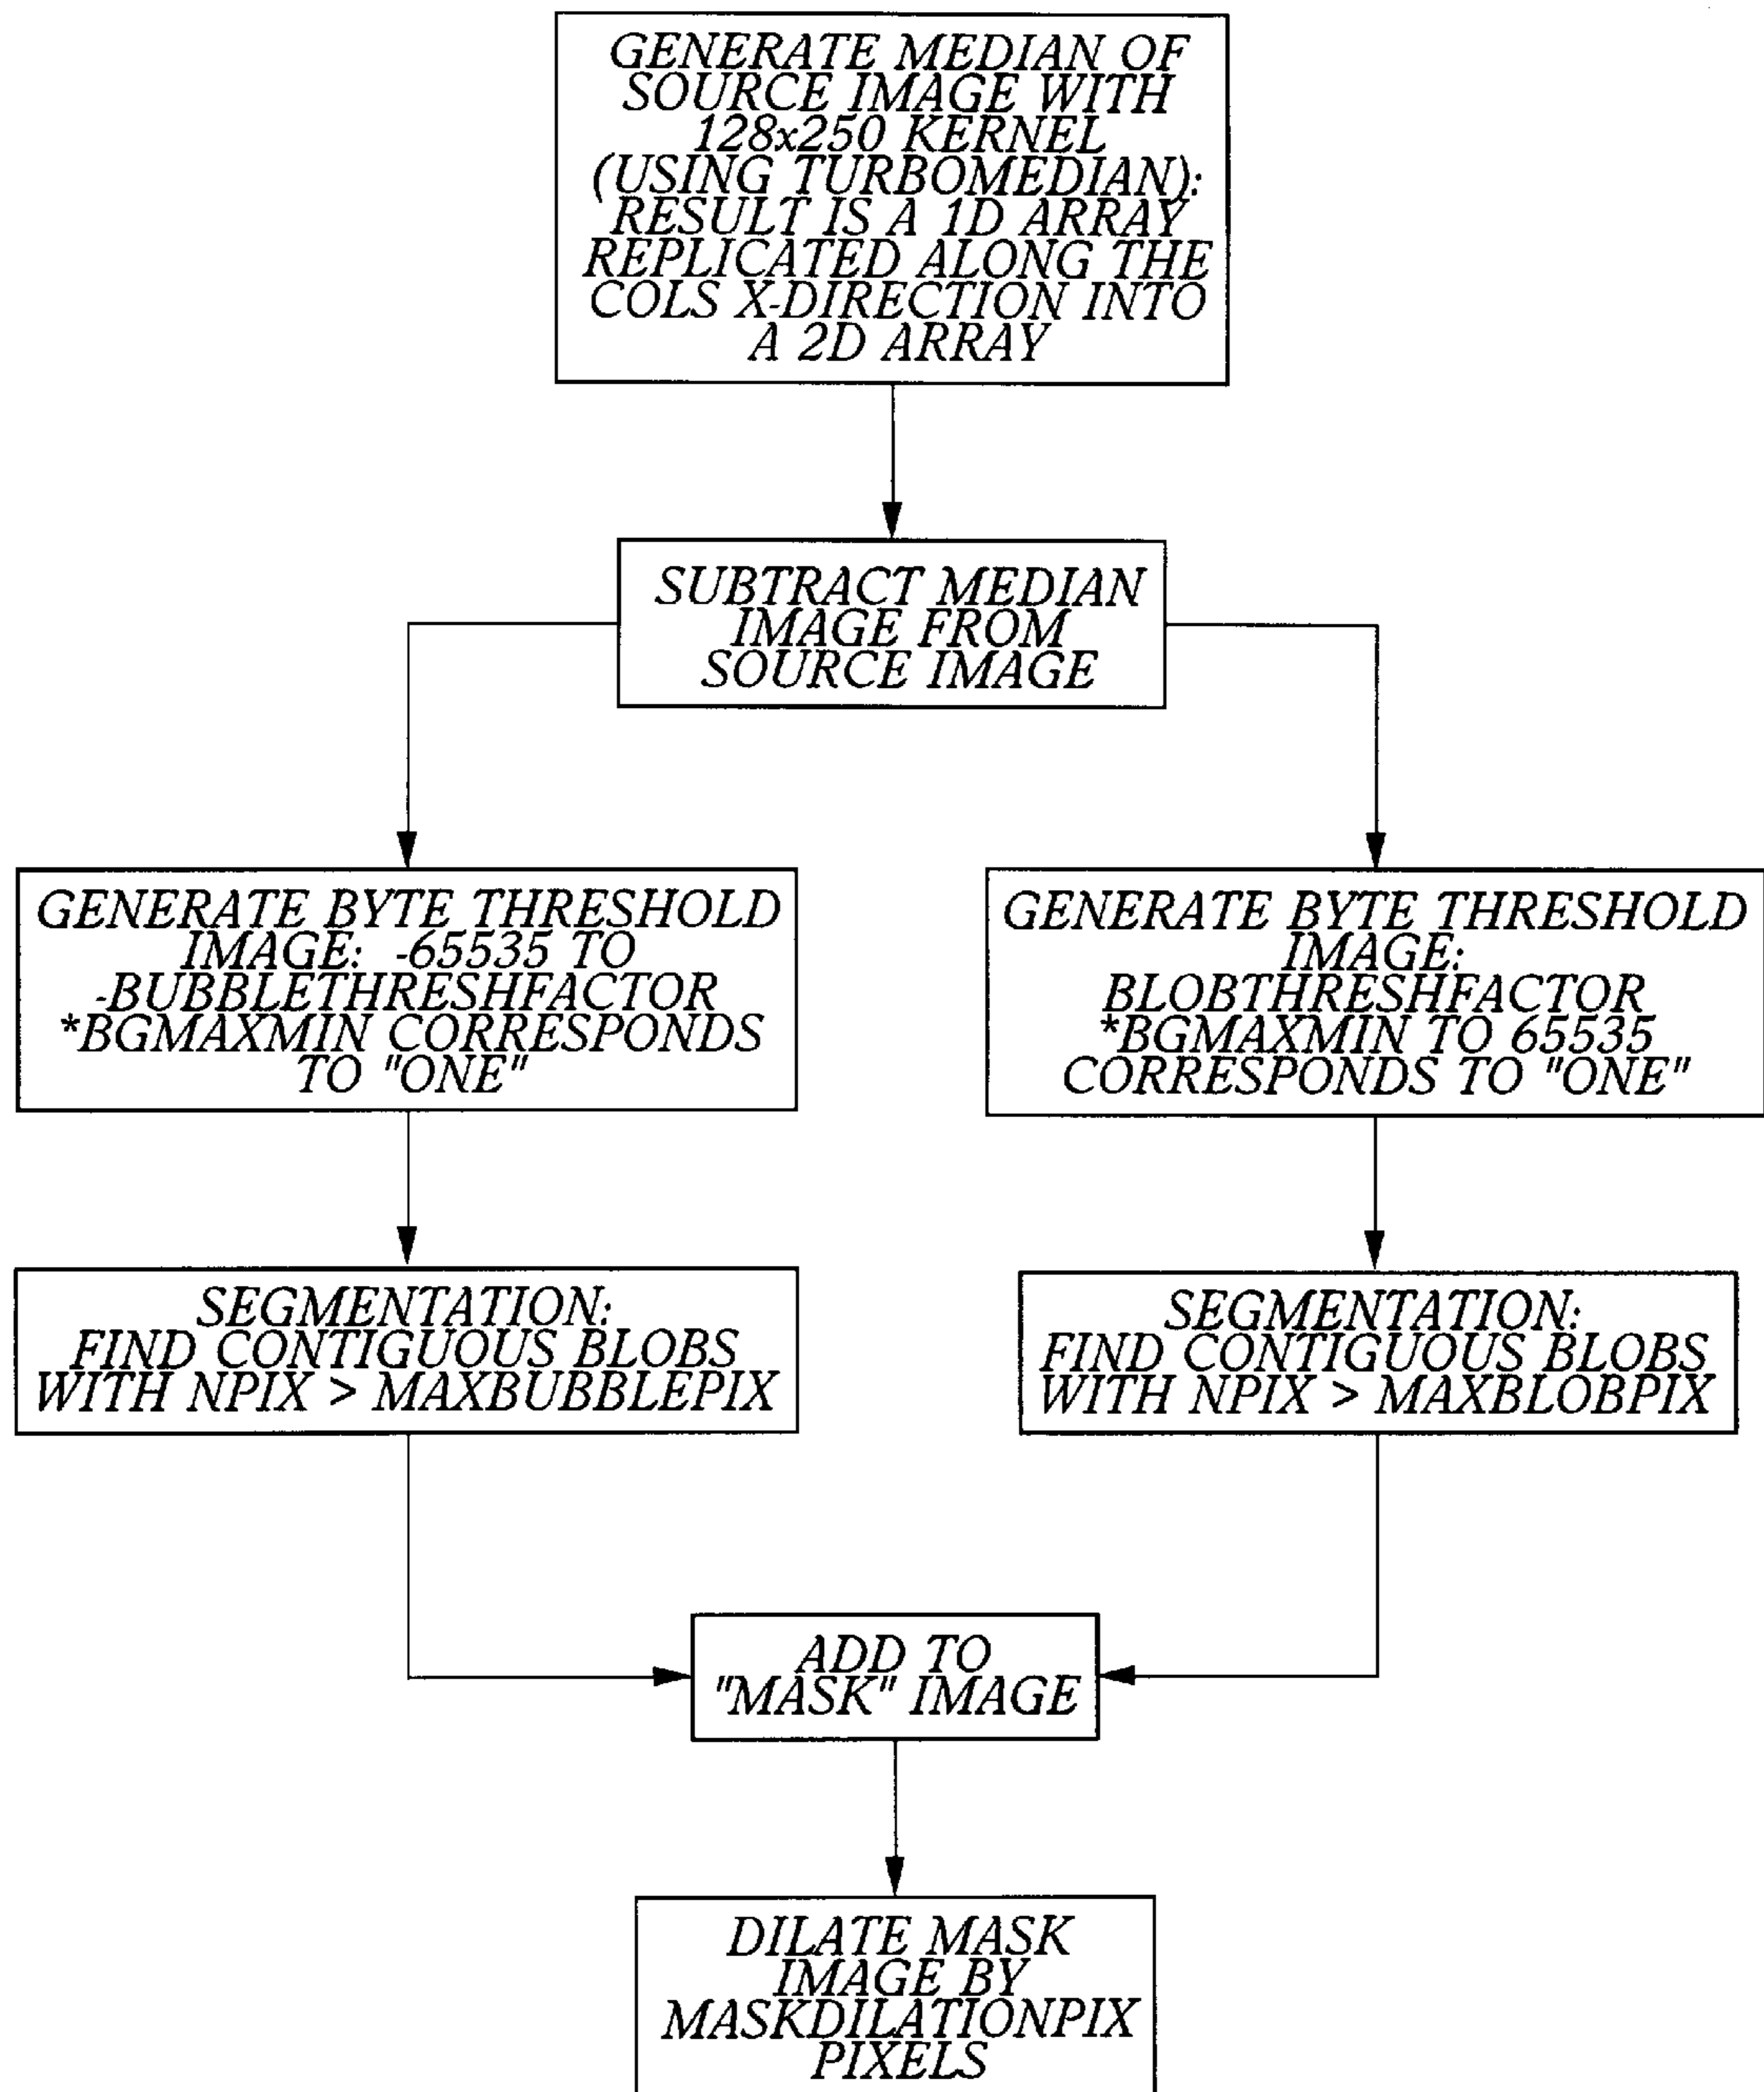 GENERATE MEDIAN OF
SOURCE IMAGE WITH
128x250 KERNEL
(USING TURBOMEDIAN):
RESULT IS A 1D ARRAY
REPLICATED ALONG THE
COLS X-DIRECTION INTO
A 2D ARRAY
SUBTRACT MEDIAN
IMAGE FROM
SOURCE IMAGE
GENERATE BYTE THRESHOLD
IMAGE: -65535 TO
-BUBBLETHRESHFACTOR
*BGMAXMIN CORRESPONDS
TO "ONE"
GENERATE BYTE THRESHOLD
IMAGE:
BLOBTHRESHFACTOR
*BGMAXMIN TO 65535
CORRESPONDS TO "ONE"
SEGMENTATION:
FIND CONTIGUOUS BLOBS
WITH NPIX > MAXBUBBLEPIX
SEGMENTATION:
FIND CONTIGUOUS BLOBS
WITH NPIX > MAXBLOBPIX
ADD TO
"MASK" IMAGE
DILATE MASK
IMAGE BY
MASKDILATIONPIX
PIXELS